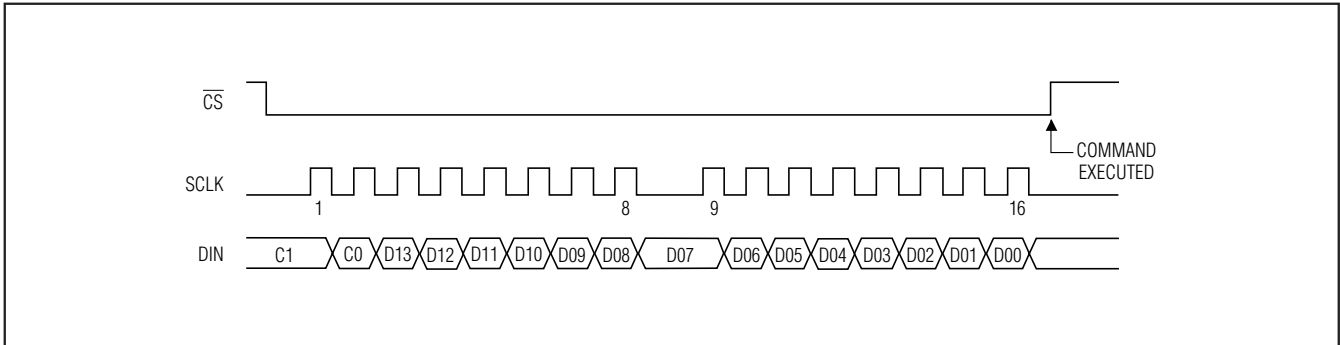 CS
COMMAND
EXECUTED
SCLK
1 8 9 16
DIN C1 C0 D13 D12 D11 D10 D09 D08 D07 D06 D05 D04 D03 D02 D01 D00